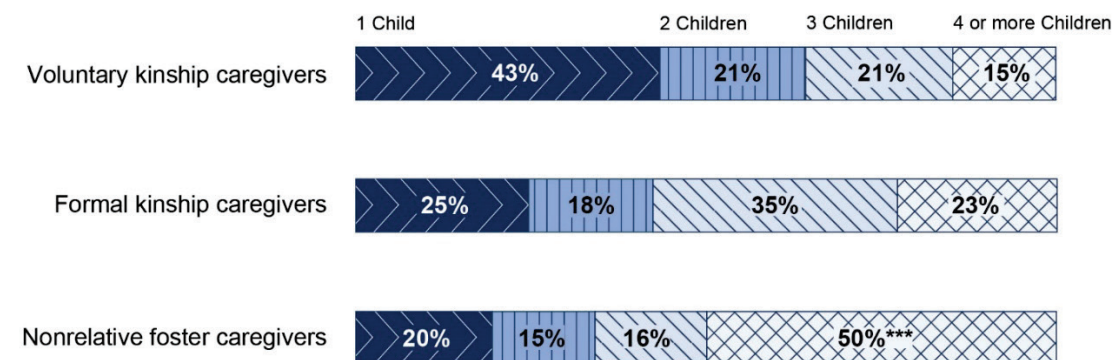 1 Child 2 Children 3 Children 4 or more Children
Voluntary kinship caregivers 43% 21% 21% 15%
Formal kinship caregivers 25% 18% 35% 23%
Nonrelative foster caregivers 20% 15% 16% 50%***